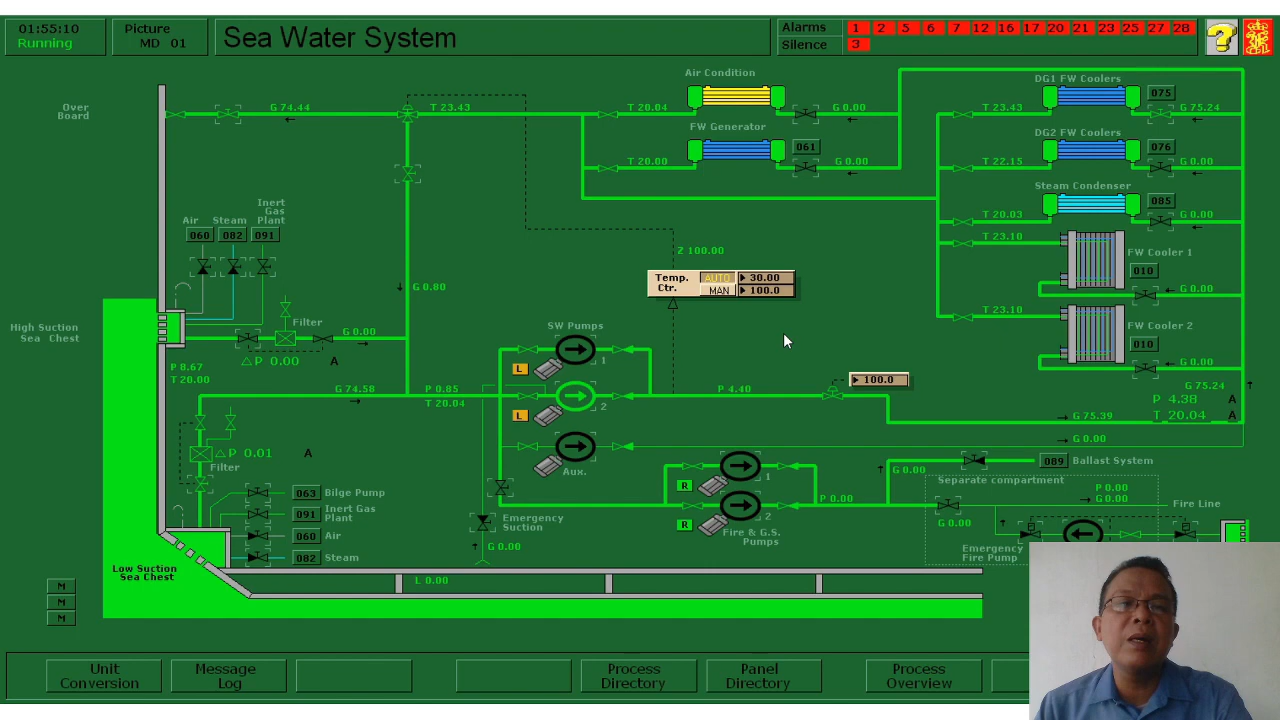 01:55:10
Running
Picture
MD 01
Sea Water System
Alarms
1 2 5 6 7 12 16 17 20 21 23 25 27 28
Silence
3
?
Over
Board
G 74.44
T 23.43
T 20.04
Air Condition
G 0.00
DG1 FW Coolers
075
T 23.43
G 75.24
FW Generator
061
T 20.00
G 0.00
DG2 FW Coolers
076
T 22.15
G 0.00
Steam Condenser
085
T 20.03
G 0.00
T 23.10
FW Cooler 1
010
G 0.00
T 23.10
FW Cooler 2
010
G 0.00
G 75.24
P 4.38 A
T 20.04 A
Air
Steam
Inert
Gas
Plant
060
082
091
Z 100.00
Temp.
Ctr.
AUTO
30.00
MAN
100.0
G 0.80
High Suction
Sea Chest
Filter
G 0.00
P 0.00 A
P 8.67
T 20.00
SW Pumps
1
L
2
L
Aux.
G 74.58
P 0.85
T 20.04
P 4.40
100.0
G 75.39
G 0.00
P 0.01 A
Filter
063 Bilge Pump
091 Inert Gas
Plant
060 Air
082 Steam
Low Suction
Sea Chest
Emergency
Suction
G 0.00
R
1
R
2
Fire & G.S.
Pumps
P 0.00
G 0.00
089 Ballast System
Separate compartment
P 0.00
G 0.00
G 0.00
Fire Line
G 0.00
Emergency
Fire Pump
L 0.00
M
M
M
Unit
Conversion
Message
Log
Process
Directory
Panel
Directory
Process
Overview